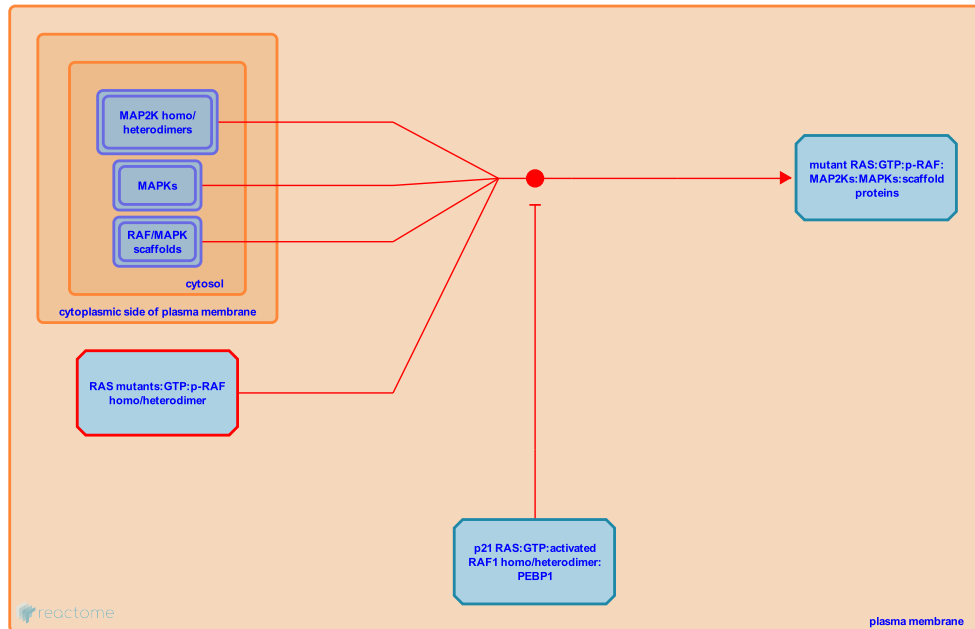 MAP2K homo/
heterodimers
MAPKs
RAF/MAPK
scaffolds
cytosol
cytoplasmic side of plasma membrane
mutant RAS:GTP:p-RAF:
MAP2Ks:MAPKs:scaffold
proteins
RAS mutants:GTP:p-RAF
homo/heterodimer
p21 RAS:GTP:activated
RAF1 homo/heterodimer:
PEBP1
reactome
plasma membrane